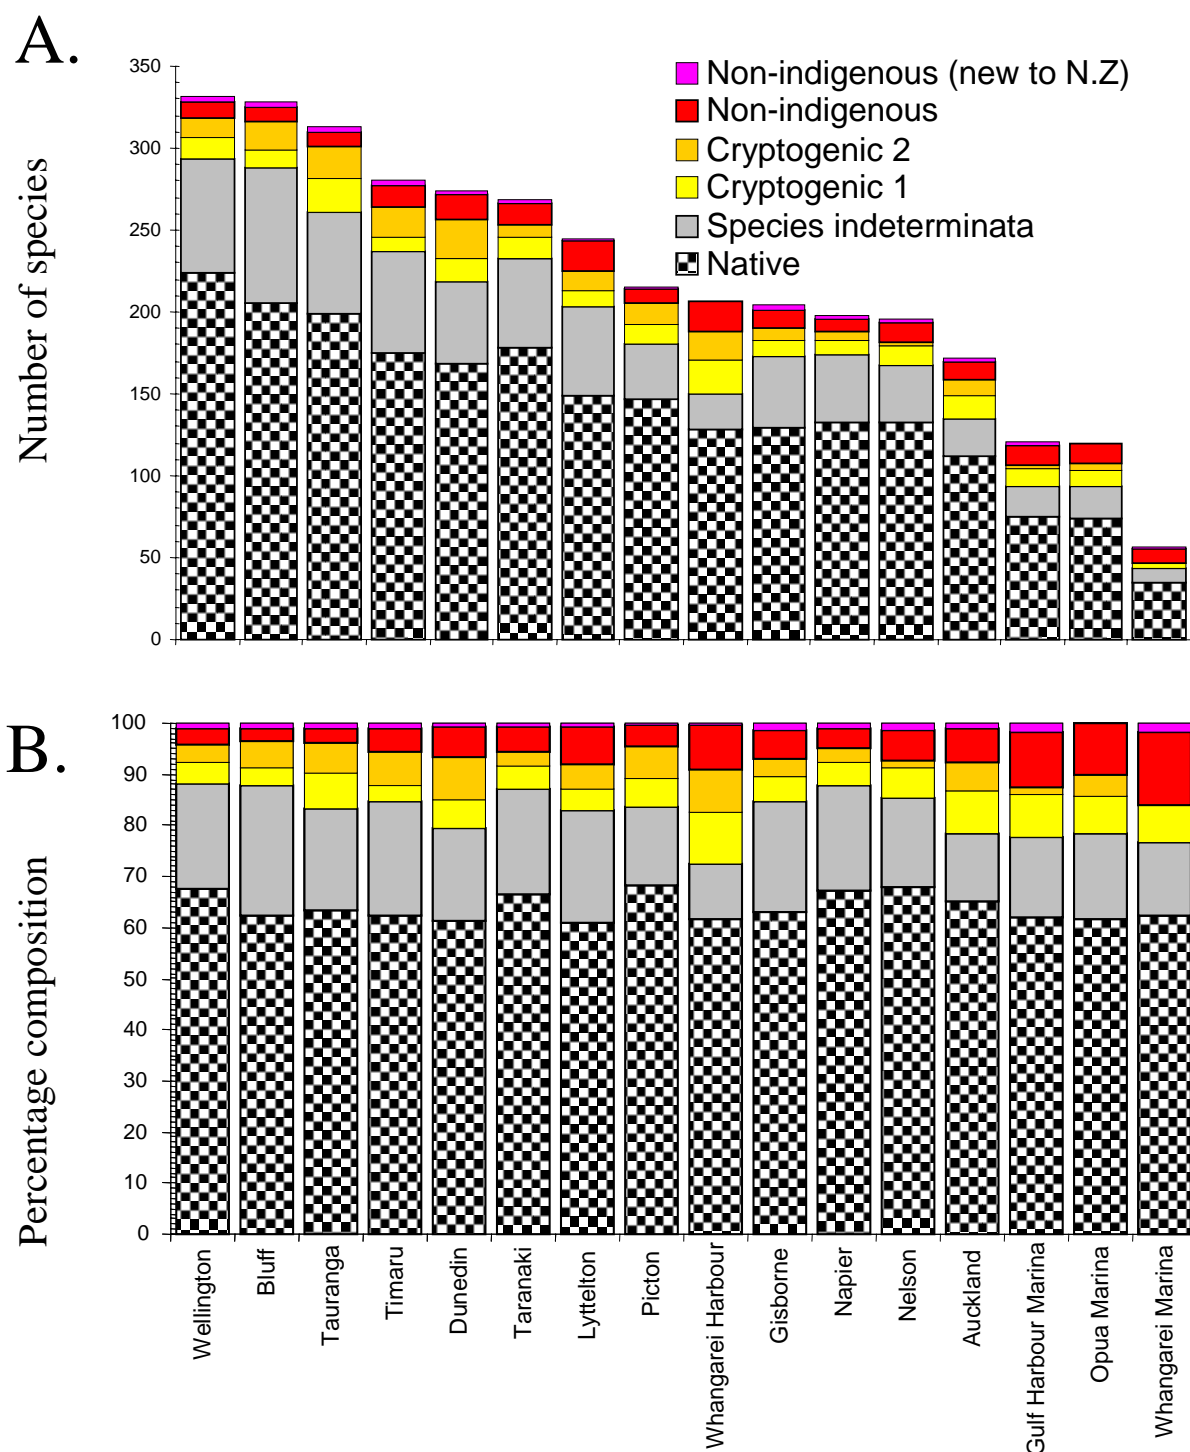 A.
Number of species
350
300
250
200
150
100
50
0
Non-indigenous (new to N.Z)
Non-indigenous
Cryptogenic 2
Cryptogenic 1
Species indeterminata
Native
B.
Percentage composition
100
90
80
70
60
50
40
30
20
10
0
Wellington
Bluff
Tauranga
Timaru
Dunedin
Taranaki
Lyttelton
Picton
Whangarei Harbour
Gisborne
Napier
Nelson
Auckland
Gulf Harbour Marina
Opua Marina
Whangarei Marina